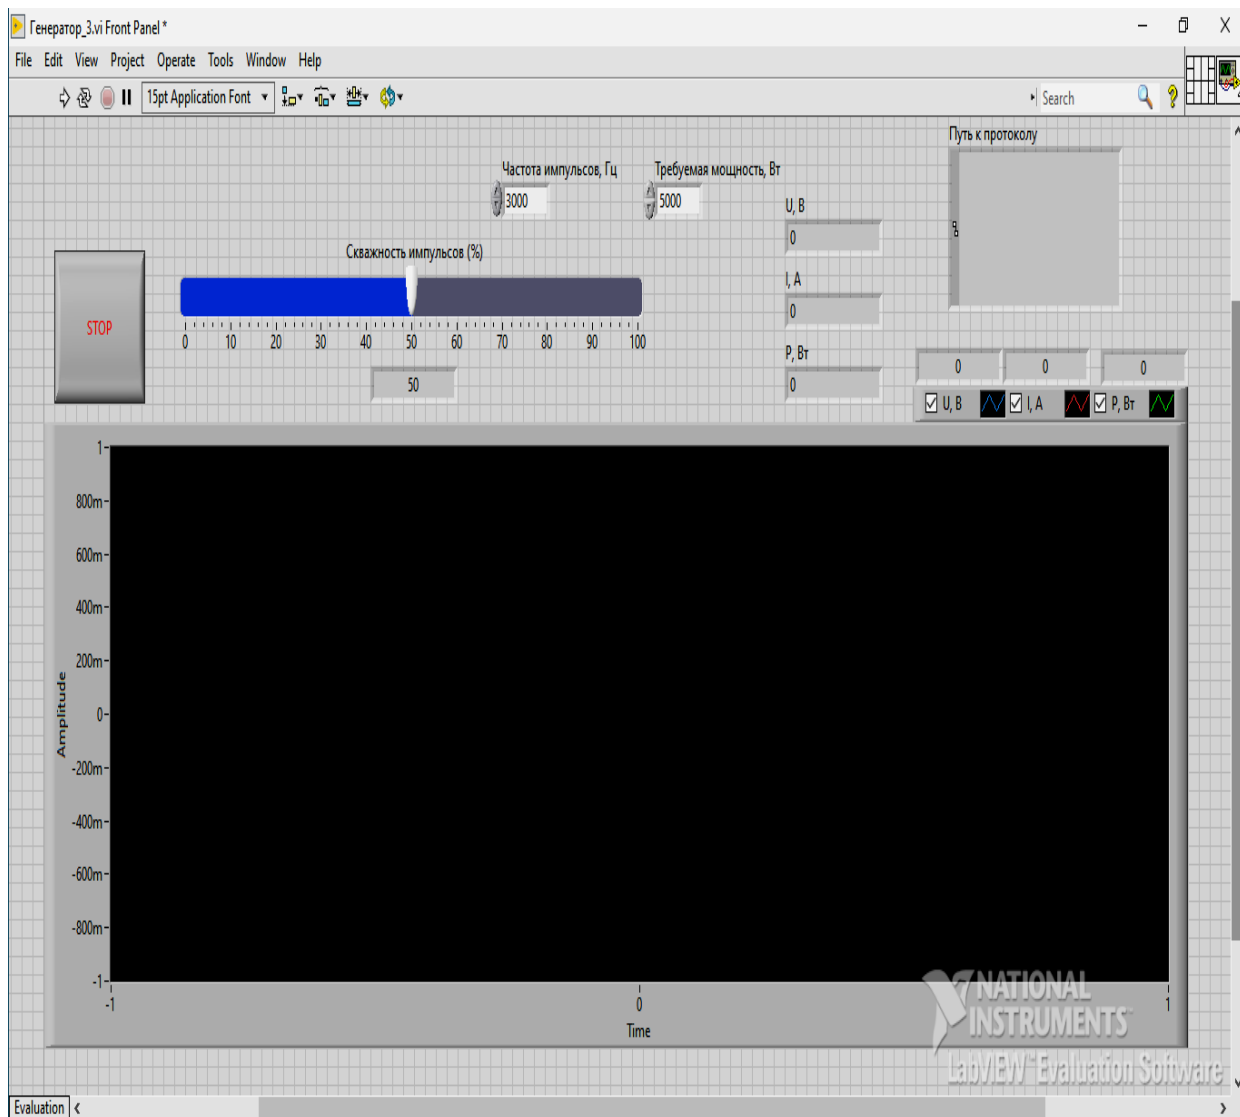 Генератор_3.vi Front Panel *
File Edit View Project Operate Tools Window Help
15pt Application Font
Search
Путь к протоколу
Частота импульсов, Гц
3000
Требуемая мощность, Вт
5000
U, В
0
I, А
0
P, Вт
0
Скважность импульсов (%)
0 10 20 30 40 50 60 70 80 90 100
50
STOP
0 0 0
U, В I, А P, Вт
1
800m
600m
400m
200m
0
-200m
-400m
-600m
-800m
-1
Amplitude
-1 0 1
Time
NATIONAL
INSTRUMENTS
LabVIEW™ Evaluation Software
Evaluation